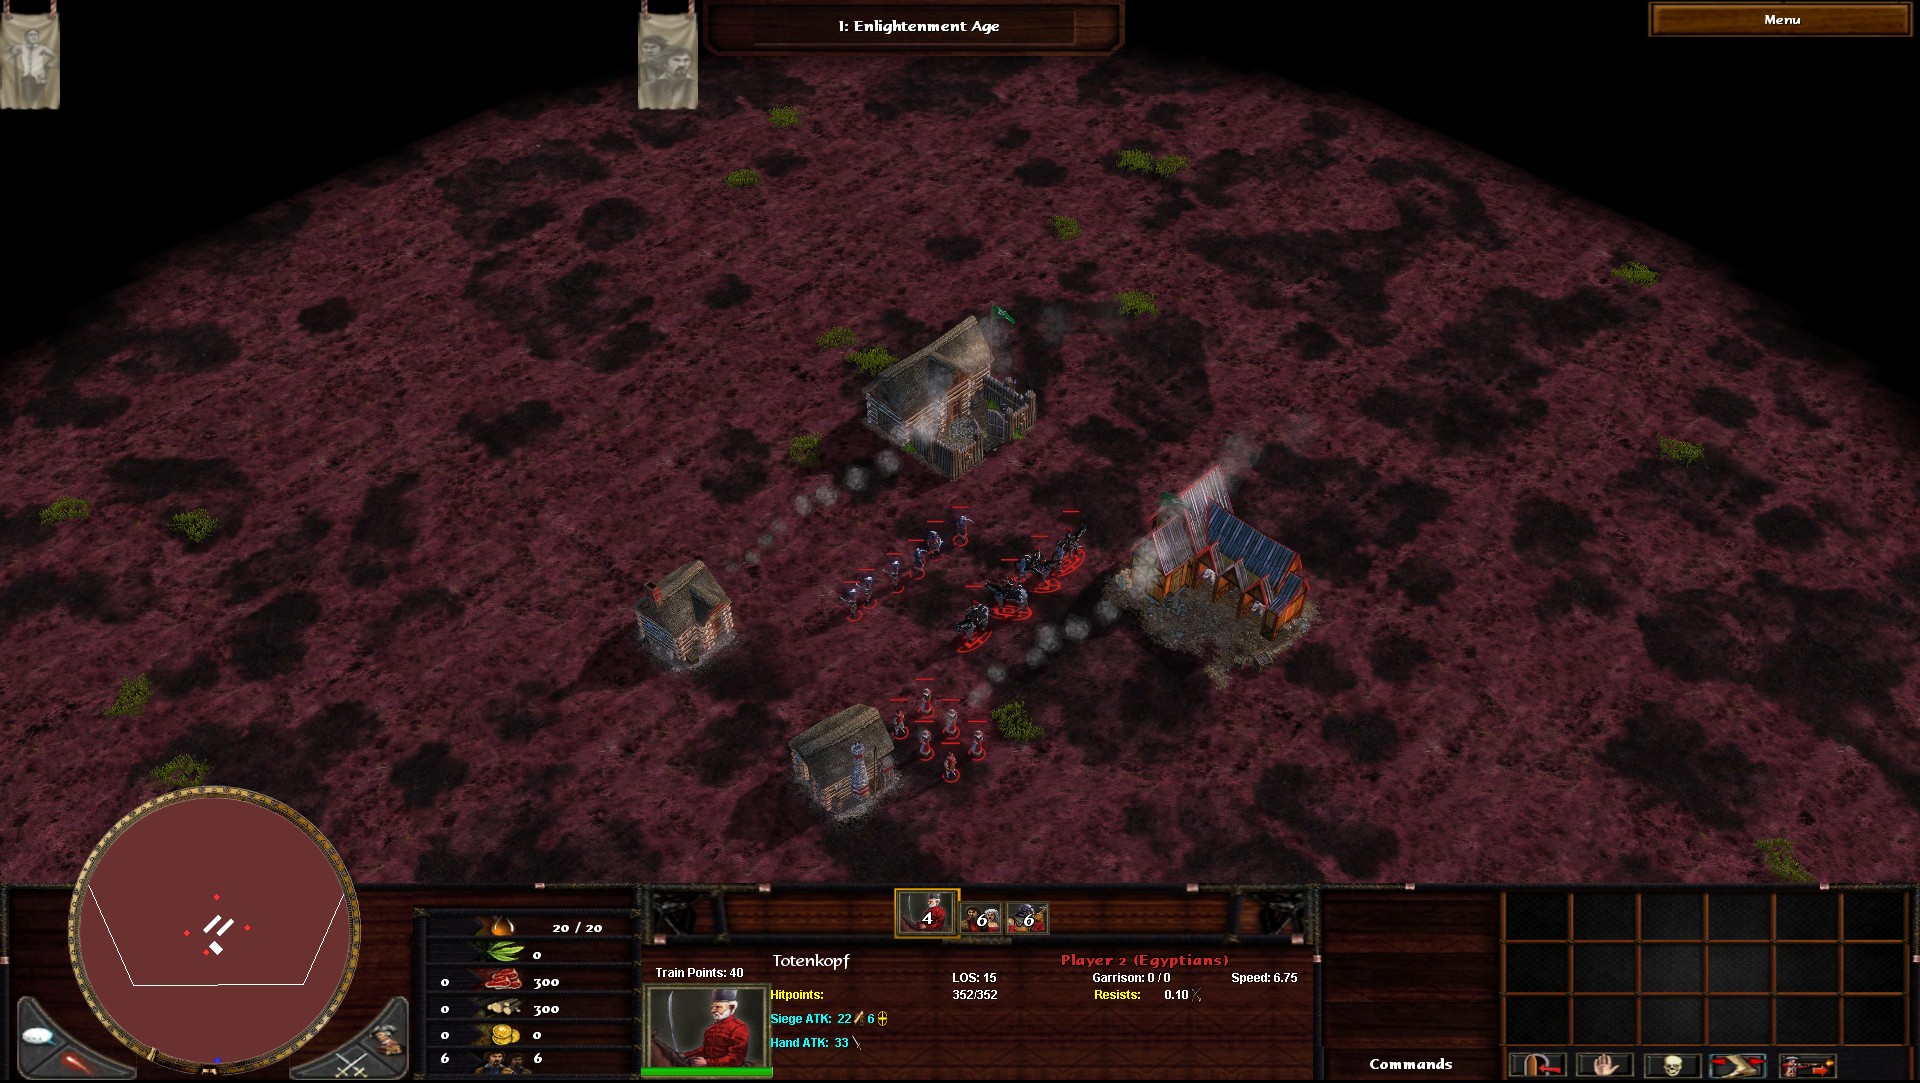 1: Enlightenment Age
Menu
20 / 20
0
0 300
0 300
0 0
6 6
4 6 6
Totenkopf
Player 2 (Egyptians)
Train Points: 40
LOS: 15
Garrison: 0 / 0
Speed: 6.75
Hitpoints:
352/352
Resists: 0.10
Siege ATK: 22 6
Hand ATK: 33
Commands